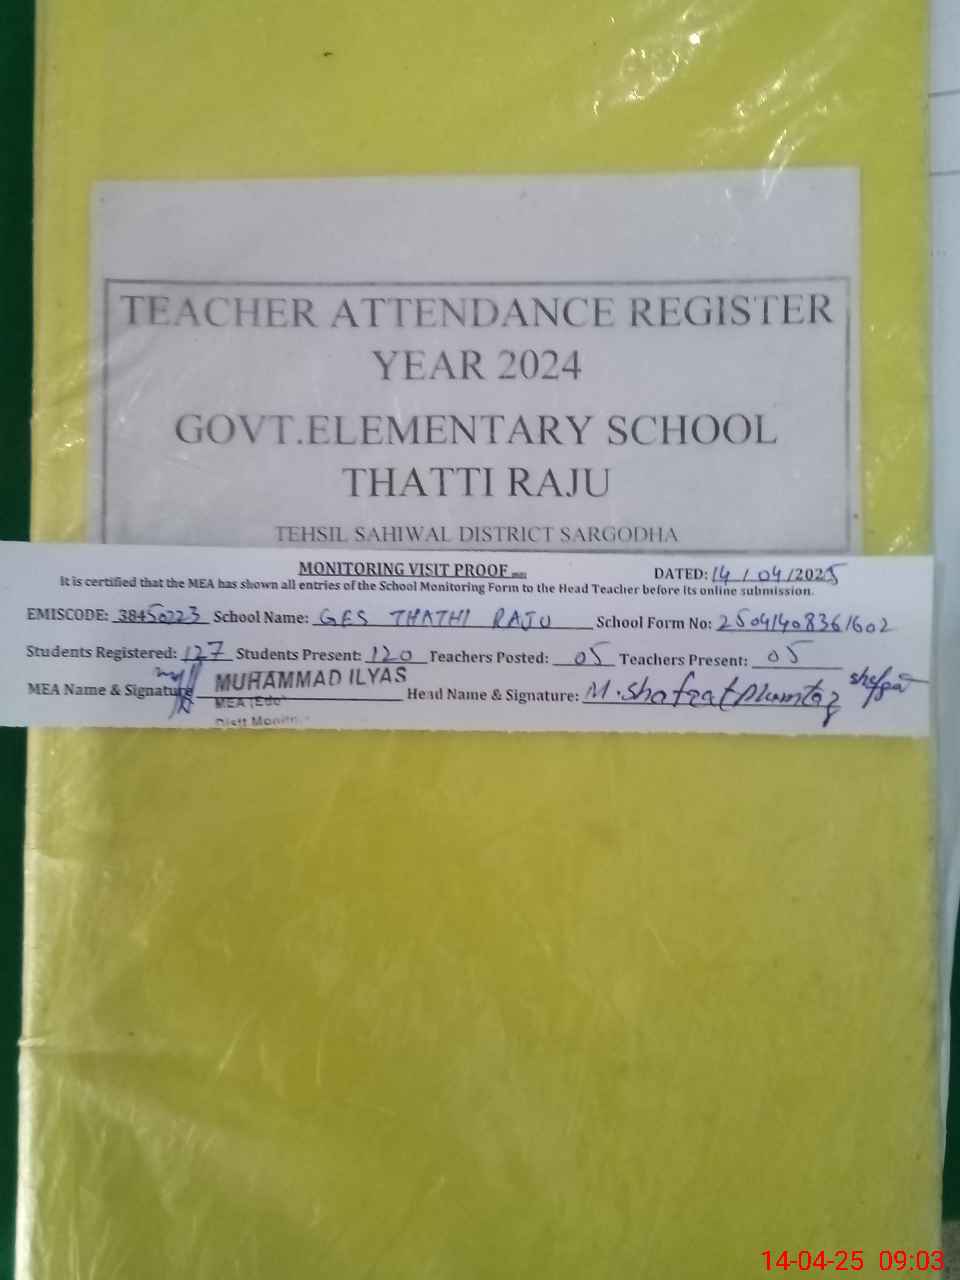 TEACHER ATTENDANCE REGISTER
YEAR 2024
GOVT.ELEMENTARY SCHOOL
THATTI RAJU
TEHSIL SAHIWAL DISTRICT SARGODHA
MONITORING VISIT PROOF
DATED: 14/04/2025
It is certified that the MEA has shown all entries of the School Monitoring Form to the Head Teacher before its online submission.
EMISCODE: 38450223 School Name: GES THATHI RAJU School Form No: 25041408361602
Students Registered: 127 Students Present: 120 Teachers Posted: 05 Teachers Present: 05
MEA Name & Signature MUHAMMAD ILYAS Head Name & Signature: M. Shafqat
MEA (Edu)
Distt Monit
14-04-25 09:03